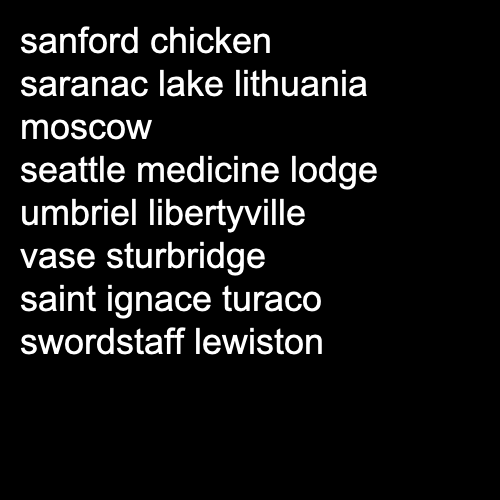 sanford chicken
saranac lake lithuania
moscow
seattle medicine lodge
umbriel libertyville
vase sturbridge
saint ignace turaco
swordstaff lewiston